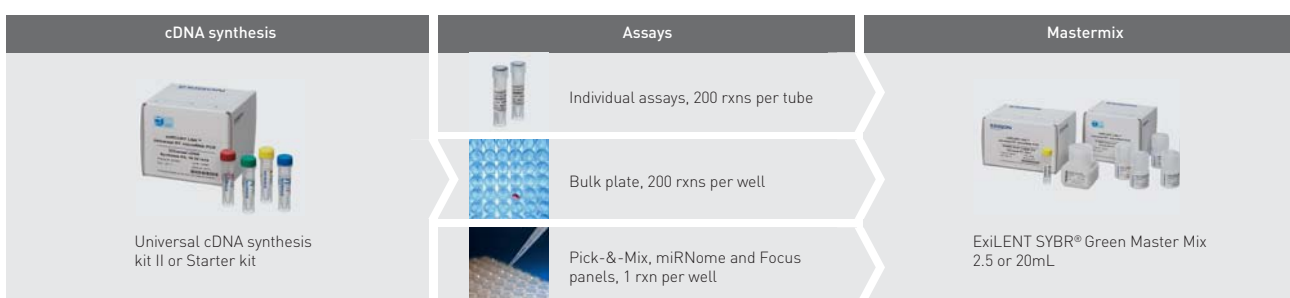 cDNA synthesis
Assays
Mastermix
Universal cDNA synthesis
kit II or Starter kit
Individual assays, 200 rxns per tube
Bulk plate, 200 rxns per well
Pick-&-Mix, miRNome and Focus
panels, 1 rxn per well
ExiLENT SYBR® Green Master Mix
2.5 or 20mL